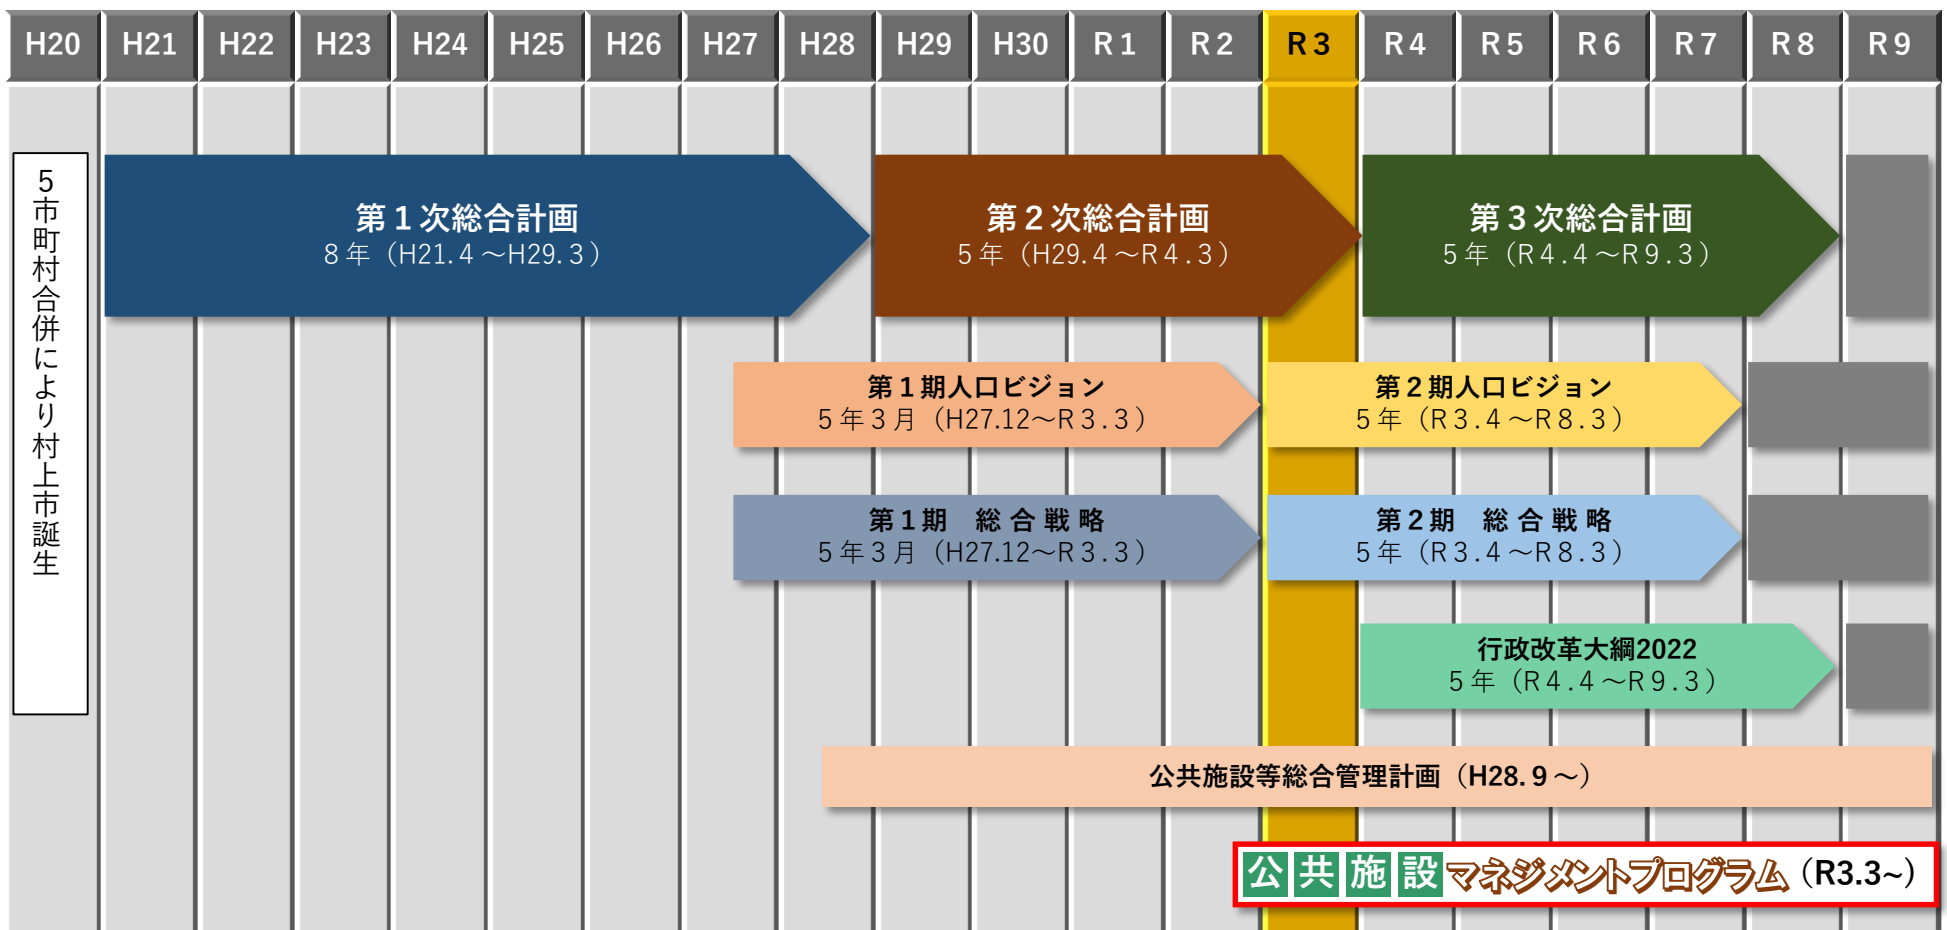 H20 H21 H22 H23 H24 H25 H26 H27 H28 H29 H30 R1 R2 R3 R4 R5 R6 R7 R8 R9
5市町村合併により村上市誕生
第1次総合計画
8年（H21.4～H29.3）
第2次総合計画
5年（H29.4～R4.3）
第3次総合計画
5年（R4.4～R9.3）
第1期人口ビジョン
5年3月（H27.12～R3.3）
第2期人口ビジョン
5年（R3.4～R8.3）
第1期　総合戦略
5年3月（H27.12～R3.3）
第2期　総合戦略
5年（R3.4～R8.3）
行政改革大綱2022
5年（R4.4～R9.3）
公共施設等総合管理計画（H28.9～）
公共施設マネジメントプログラム（R3.3~）